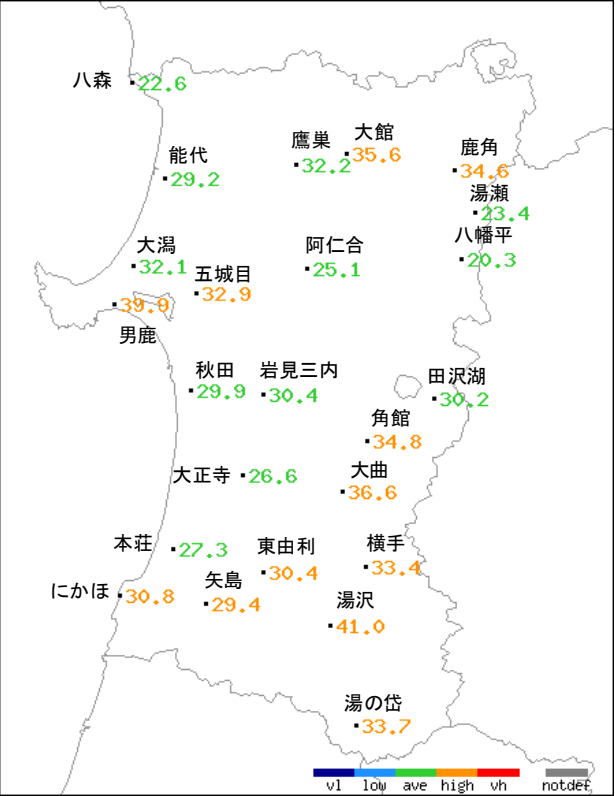 八森
22.6
大館
35.6
鷹巣
32.2
能代
29.2
鹿角
34.6
湯瀬
23.4
八幡平
20.3
大潟
32.1
阿仁合
25.1
五城目
32.9
39.9
男鹿
秋田
29.9
岩見三内
30.4
田沢湖
30.2
角館
34.8
大正寺
26.6
大曲
36.6
本荘
27.3
東由利
30.4
横手
33.4
にかほ
30.8
矢島
29.4
湯沢
41.0
湯の岱
33.7
vl low ave high vh notdef